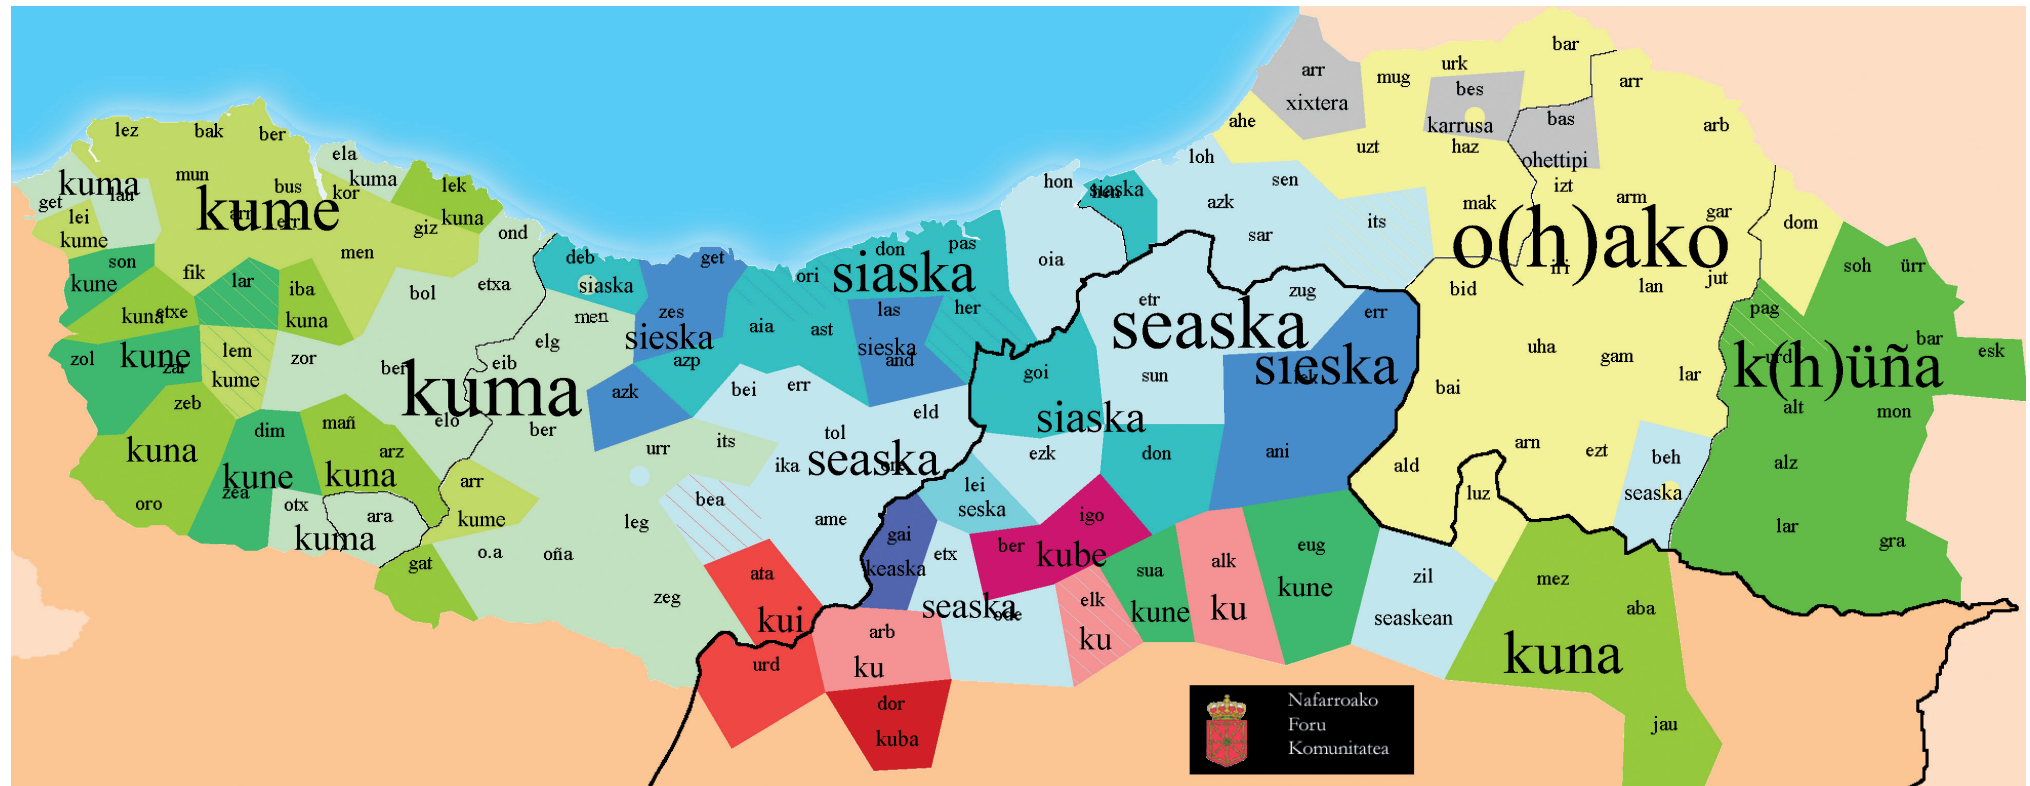 bar
urk
arr
mug
arr
bes
xixtera
bas
karrusa
ahe
arb
lez
bak
ber
uzt
haz
ohettipi
loh
ela
mun
kuma
izt
sen
hon
siaska
kuma
lau
bus
kor
lek
arm
mak
azk
get
kume
lei
kuna
gar
its
dom
giz
ond
sar
o(h)ako
kume
men
don
pas
oia
son
deb
get
soh
ürr
fik
lar
ori
siaska
iri
jut
kune
iba
bol
etxa
siaska
lan
bid
zug
etr
kuna
etxe
kuna
men
zes
las
her
seaska
err
pag
aia
ast
sieska
elg
sieska
uha
bar
esk
zol
kune
lem
zor
eib
azp
and
gam
urd
zar
kume
goi
sun
sieska
lar
k(h)üña
kuma
azk
bei
err
bai
zeb
eld
siaska
alt
mon
dim
mañ
elo
ber
tol
kuna
arz
urr
its
seaska
ezk
don
ani
arn
ezt
beh
ika
ald
alz
kune
kuna
arr
lei
luz
seaska
zea
oro
otx
ara
kume
bea
seska
leg
ame
igo
lar
kuma
gai
ber
kube
eug
gra
o.a
oña
etx
gat
keaska
sua
alk
ata
kune
zil
mez
zeg
seaska
ode
elk
kune
ku
aba
kui
arb
ku
seaskean
urd
ku
kuna
dor
Nafarroako
Foru
Komunitatea
kuba
jau